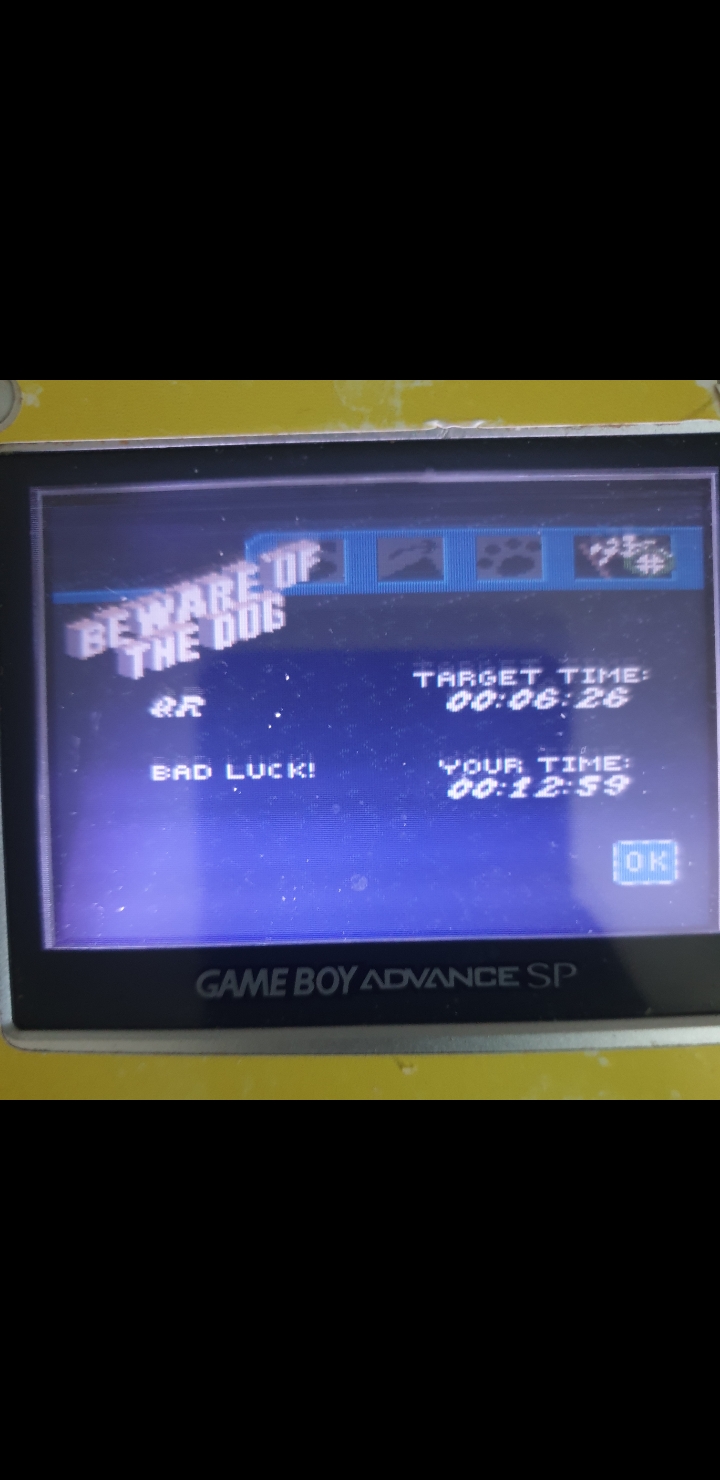 BEWARE OF
THE DOG
TARGET TIME:
00:06:26
BAD LUCK!
YOUR TIME:
00:12:59
OK
GAME BOY ADVANCE SP